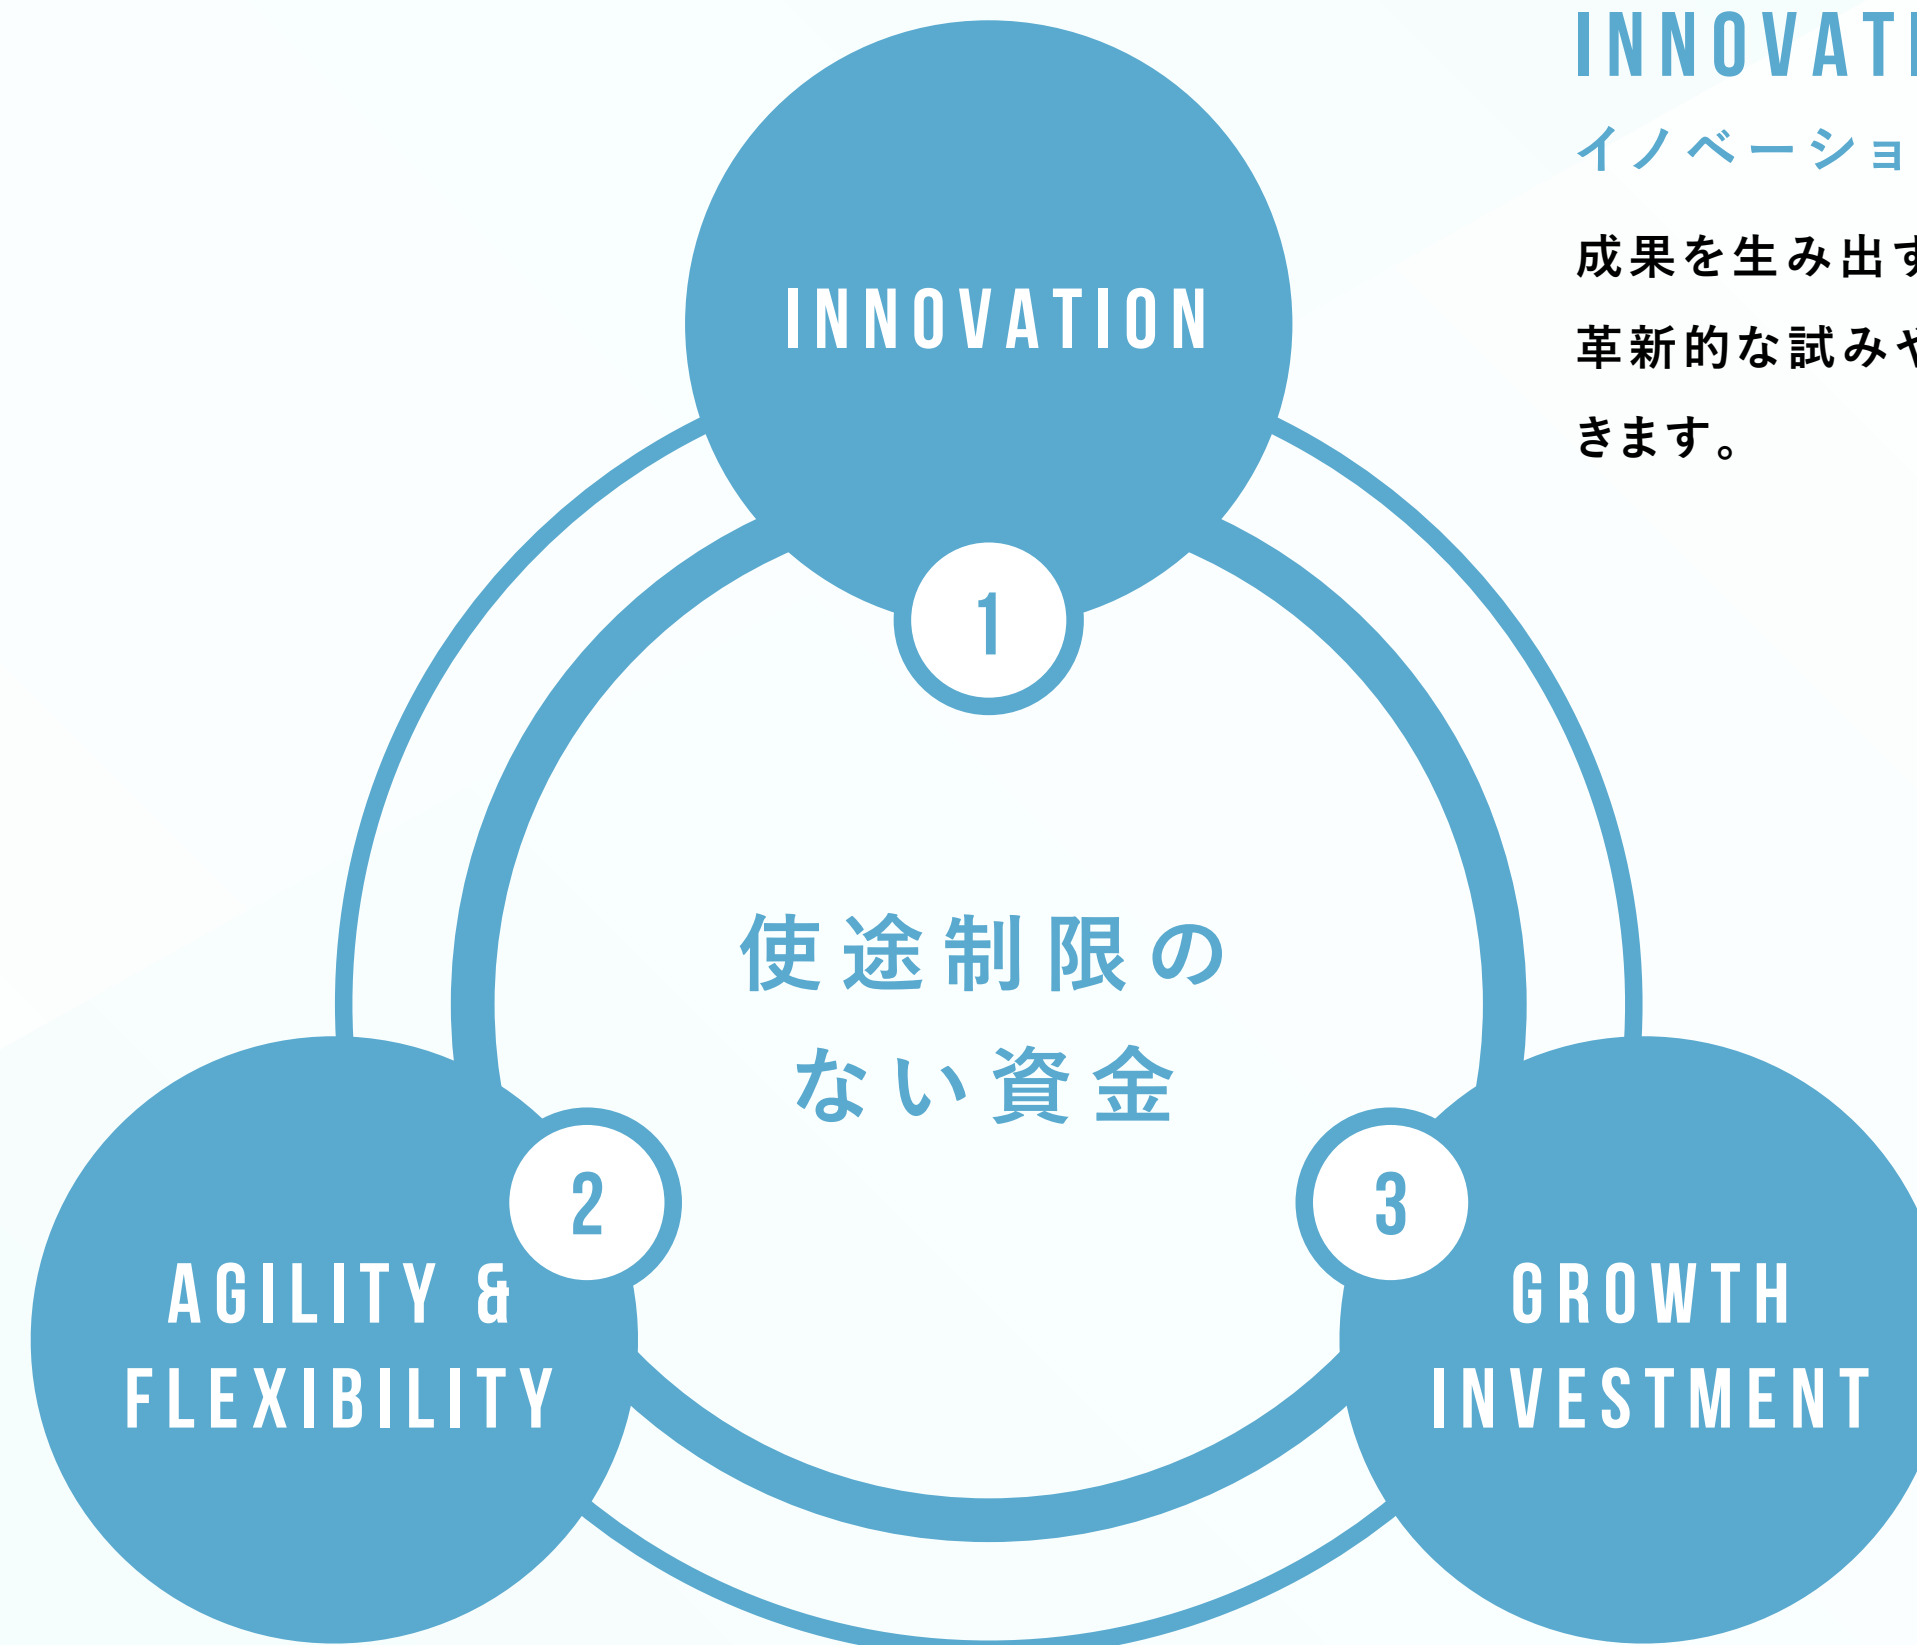 INNOVATION
1
使途制限の
ない資金
2
AGILITY &
FLEXIBILITY
3
GROWTH
INVESTMENT
INNOVATI
イノベーショ
成果を生み出す
革新的な試みや
きます。